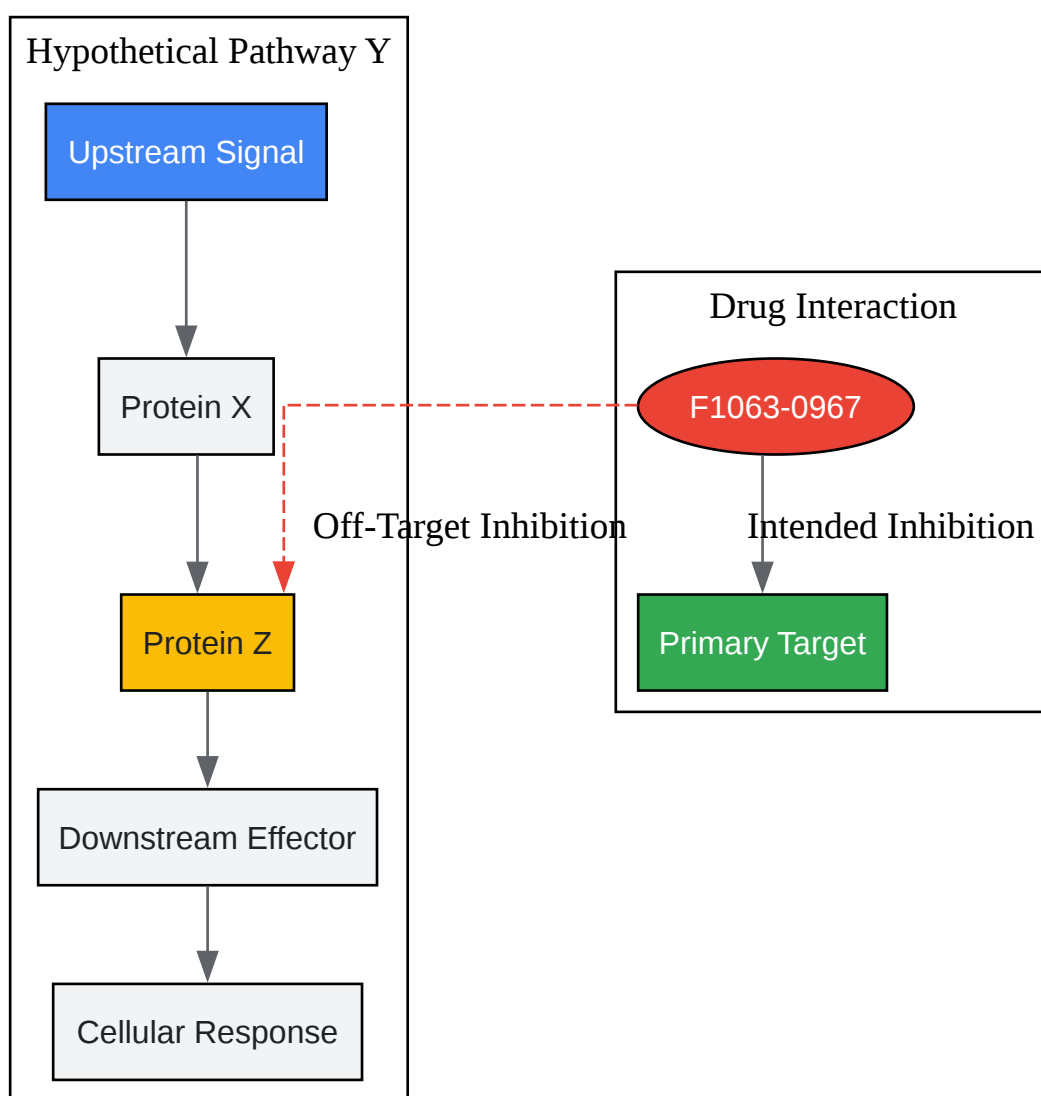 Hypothetical Pathway Y
Upstream Signal
Drug Interaction
Protein X
F1063-0967
Off-Target Inhibition
Intended Inhibition
Protein Z
Primary Target
Downstream Effector
Cellular Response